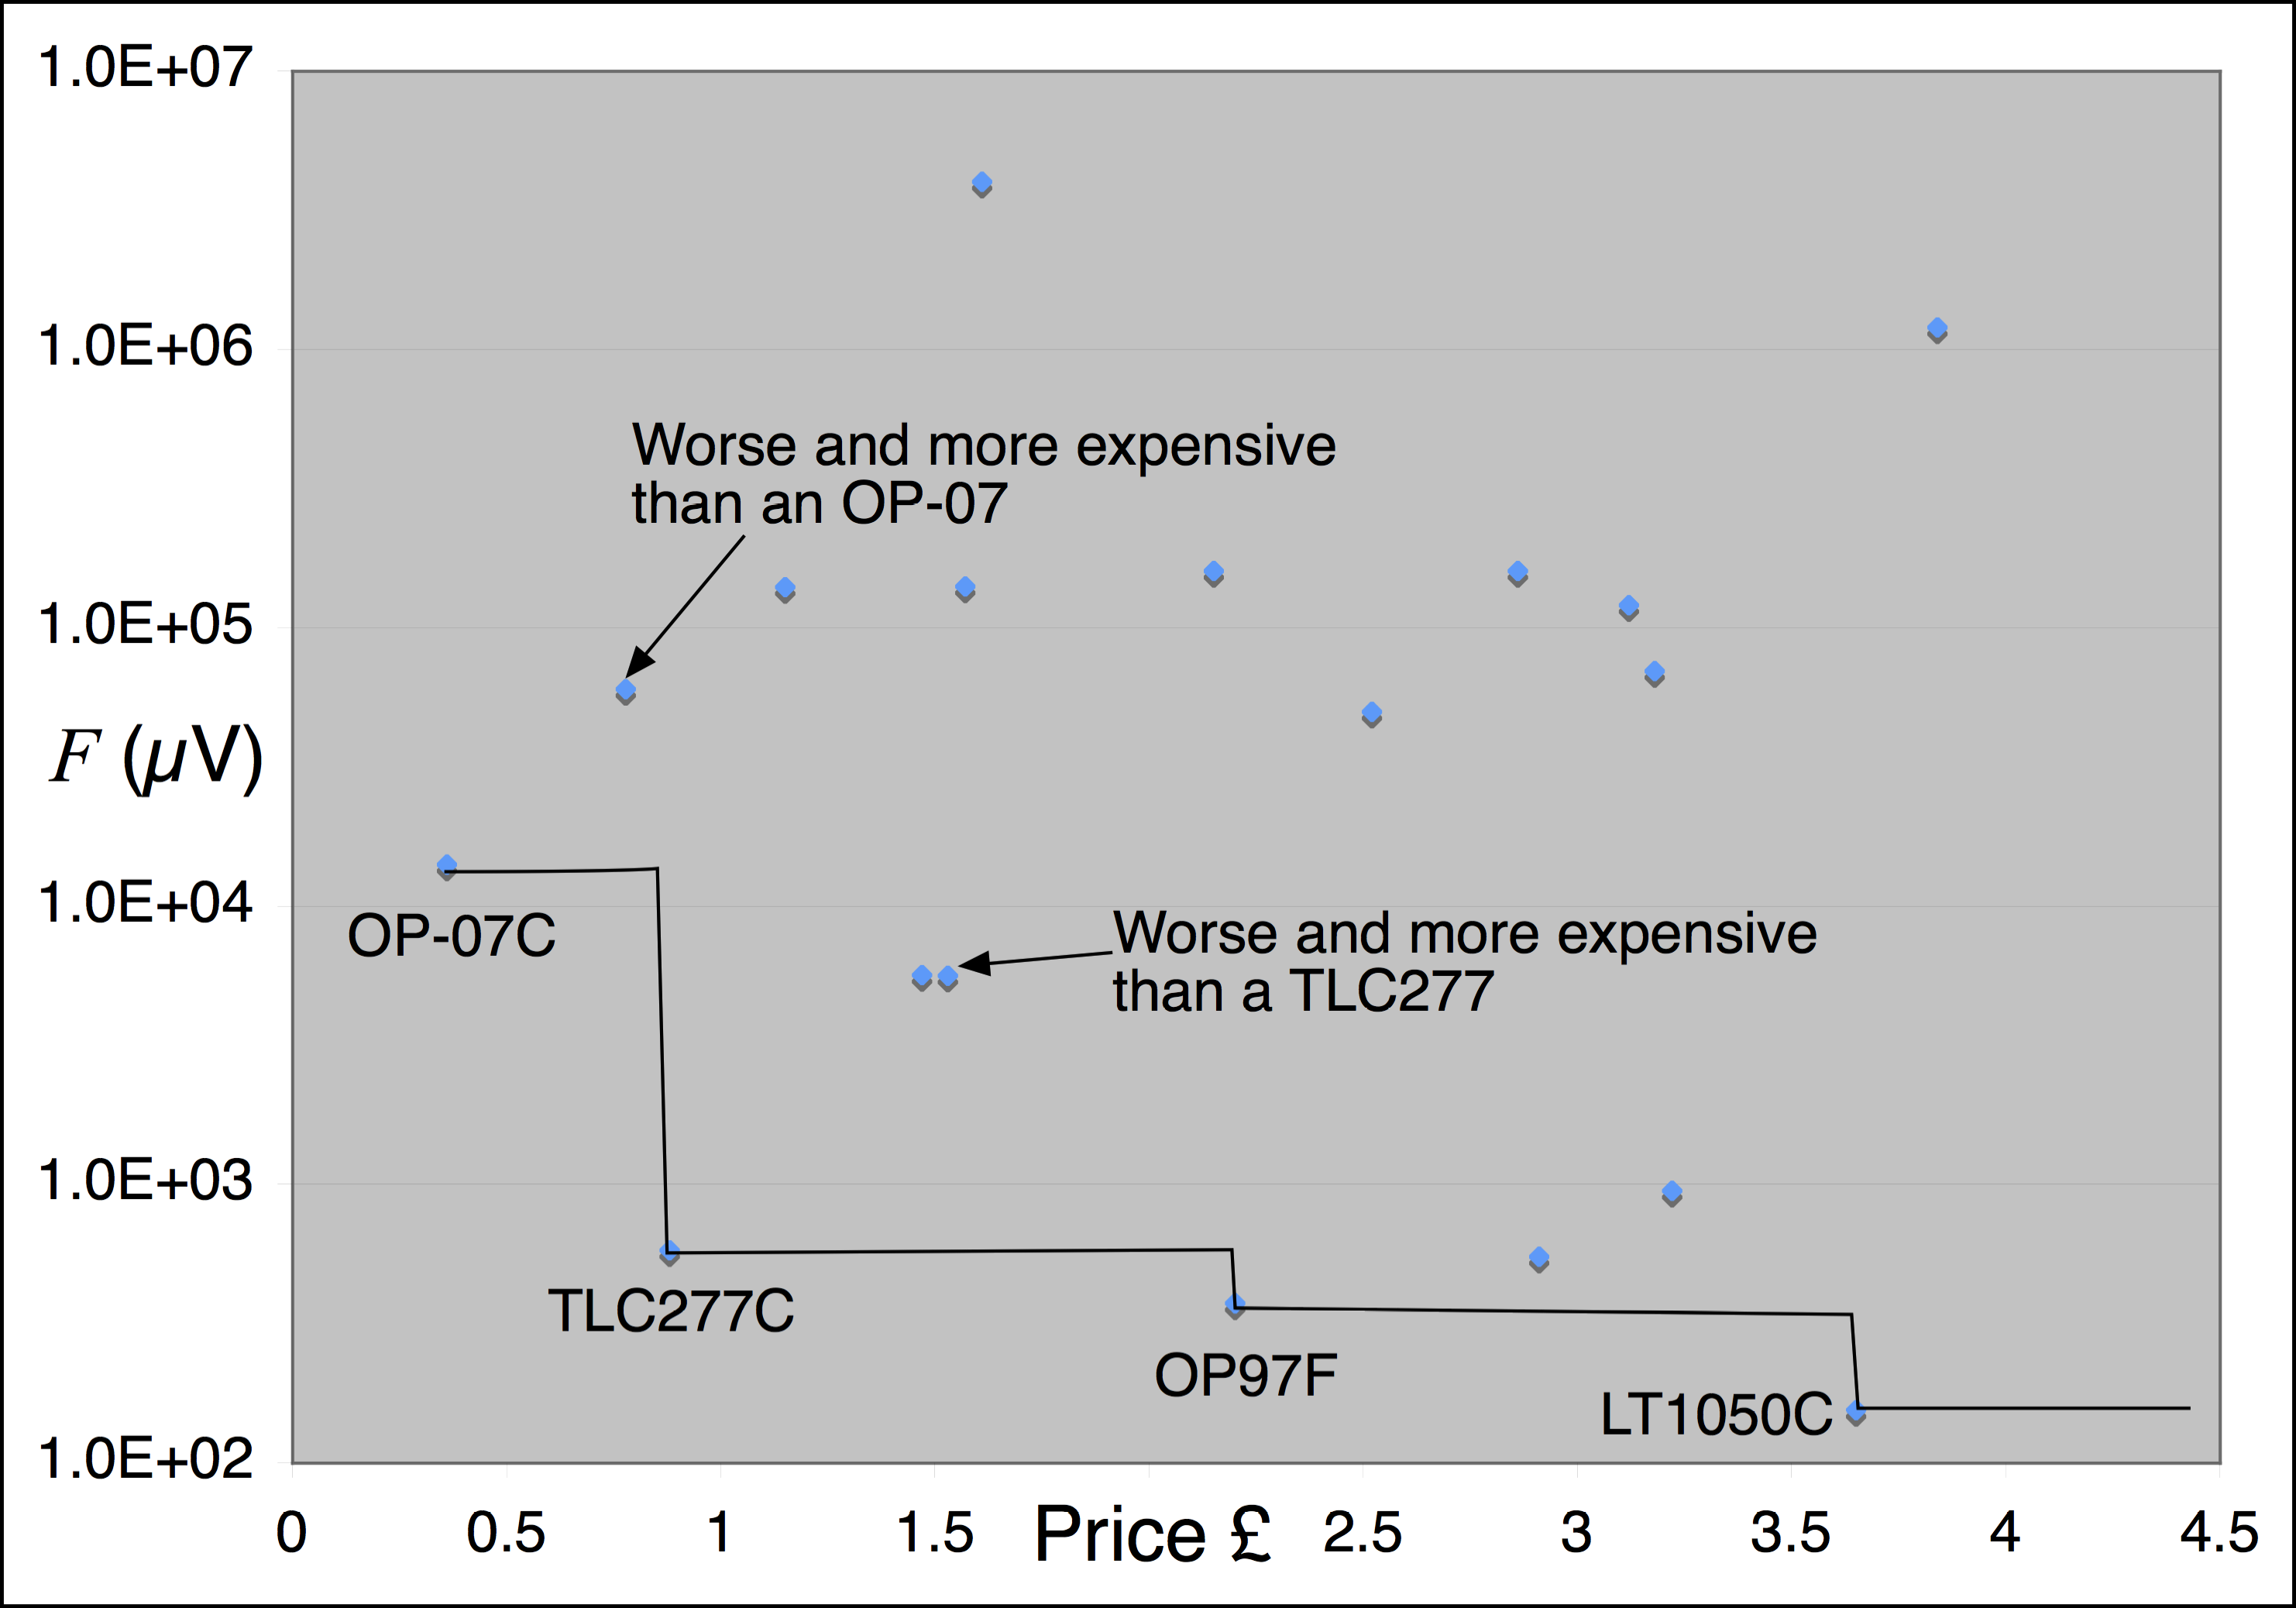 1.0E+07
1.0E+06
Worse and more expensive
than an OP-07
1.0E+05
F (µV)
1.0E+04
OP-07C
Worse and more expensive
than a TLC277
1.0E+03
TLC277C
OP97F
LT1050C
1.0E+02
0 0.5 1 1.5 Price £ 2.5 3 3.5 4 4.5